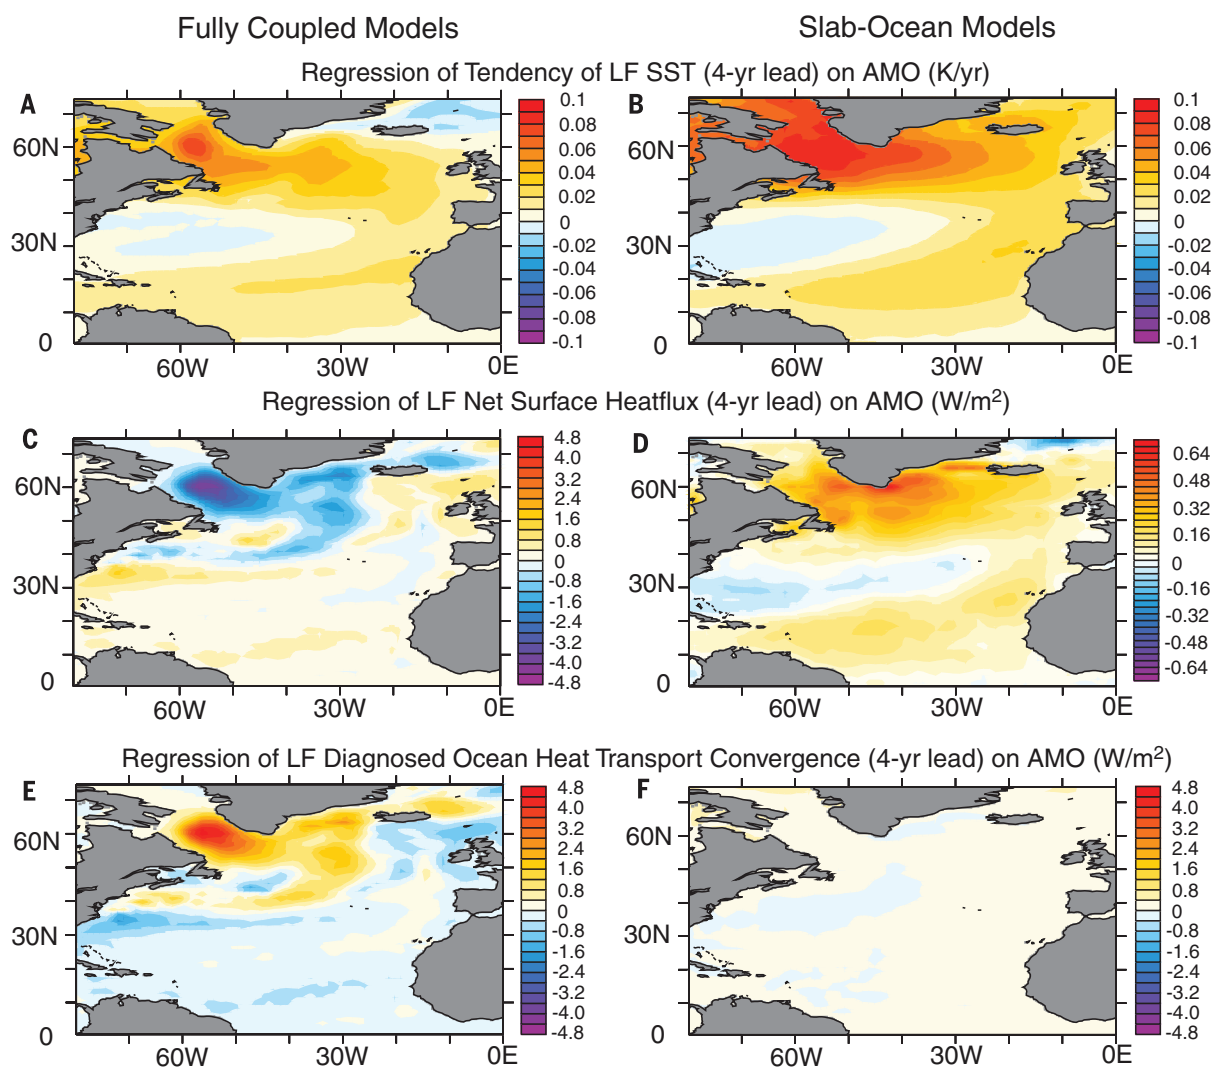 Fully Coupled Models
Slab-Ocean Models
Regression of Tendency of LF SST (4-yr lead) on AMO (K/yr)
A
60N
30N
0
60W
30W
0E
0.1
0.08
0.06
0.04
0.02
0
-0.02
-0.04
-0.06
-0.08
-0.1
B
60N
30N
0
60W
30W
0E
0.1
0.08
0.06
0.04
0.02
0
-0.02
-0.04
-0.06
-0.08
-0.1
Regression of LF Net Surface Heatflux (4-yr lead) on AMO (W/m²)
C
60N
30N
0
60W
30W
0E
4.8
4.0
3.2
2.4
1.6
0.8
0
-0.8
-1.6
-2.4
-3.2
-4.0
-4.8
D
60N
30N
0
60W
30W
0E
0.64
0.48
0.32
0.16
0
-0.16
-0.32
-0.48
-0.64
Regression of LF Diagnosed Ocean Heat Transport Convergence (4-yr lead) on AMO (W/m²)
E
60N
30N
0
60W
30W
0E
4.8
4.0
3.2
2.4
1.6
0.8
0
-0.8
-1.6
-2.4
-3.2
-4.0
-4.8
F
60N
30N
0
60W
30W
0E
4.8
4.0
3.2
2.4
1.6
0.8
0
-0.8
-1.6
-2.4
-3.2
-4.0
-4.8